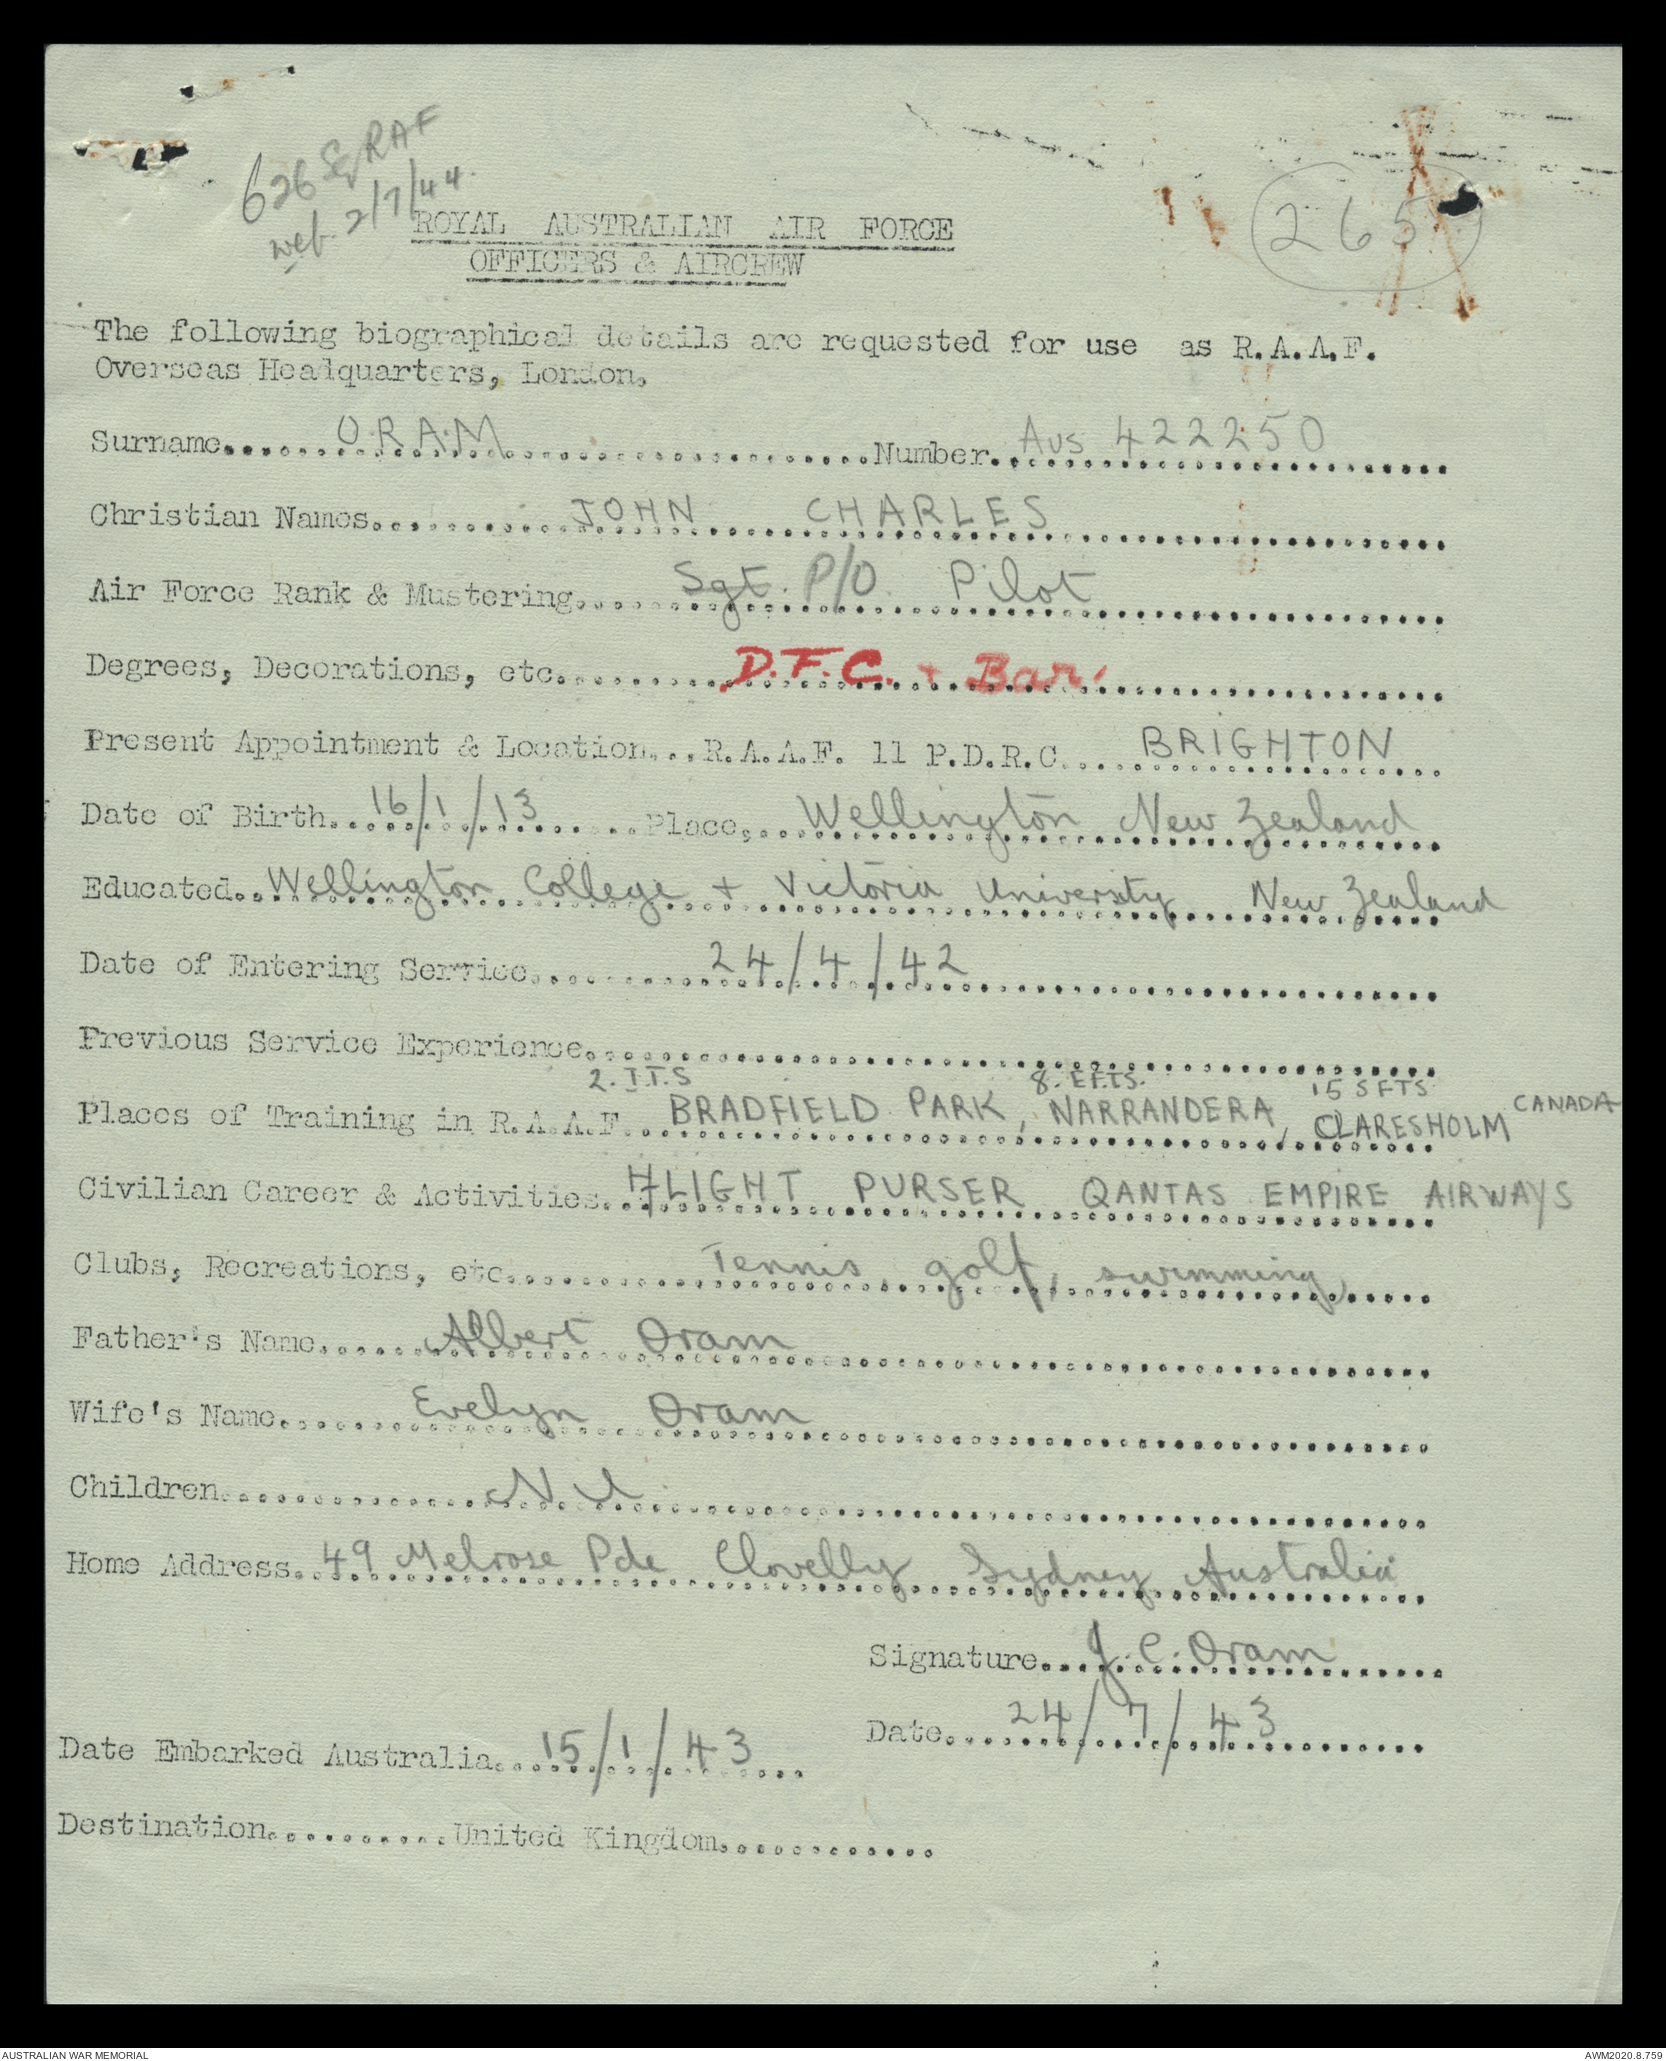 626 Sq RAF
wef. 2/7/44.
265
ROYAL AUSTRALIAN AIR FORCE
OFFICERS & AIRCREW
The following biographical details are requested for use as R.A.A.F.
Overseas Headquarters, London.
Surname......ORAM......Number. Aus 422250
Christian Names......JOHN CHARLES
Air Force Rank & Mustering......Sgt. P/O. Pilot
Degrees, Decorations, etc......D.F.C. + Bar.
Present Appointment & Location...R.A.A.F. 11 P.D.R.C. BRIGHTON
Date of Birth...16/1/13......Place....Wellington New Zealand
Educated..Wellington College + Victoria University New Zealand
Date of Entering Service......24/4/42
Previous Service Experience......
2. I.T.S 8. E.F.T.S. 15 SFTS
Places of Training in R.A.A.F...BRADFIELD PARK, NARRANDERA, CLARESHOLM CANADA
Civilian Career & Activities..FLIGHT PURSER QANTAS EMPIRE AIRWAYS
Clubs, Recreations, etc......Tennis, golf, swimming
Father's Name......Albert Oram
Wife's Name......Evelyn Oram
Children......Nil
Home Address..49 Melrose Pde Clovelly Sydney Australia
Signature....J. C. Oram
Date....24/7/43
Date Embarked Australia...15/1/43
Destination..........United Kingdom............
AUSTRALIAN WAR MEMORIAL
AWM2020.8.759